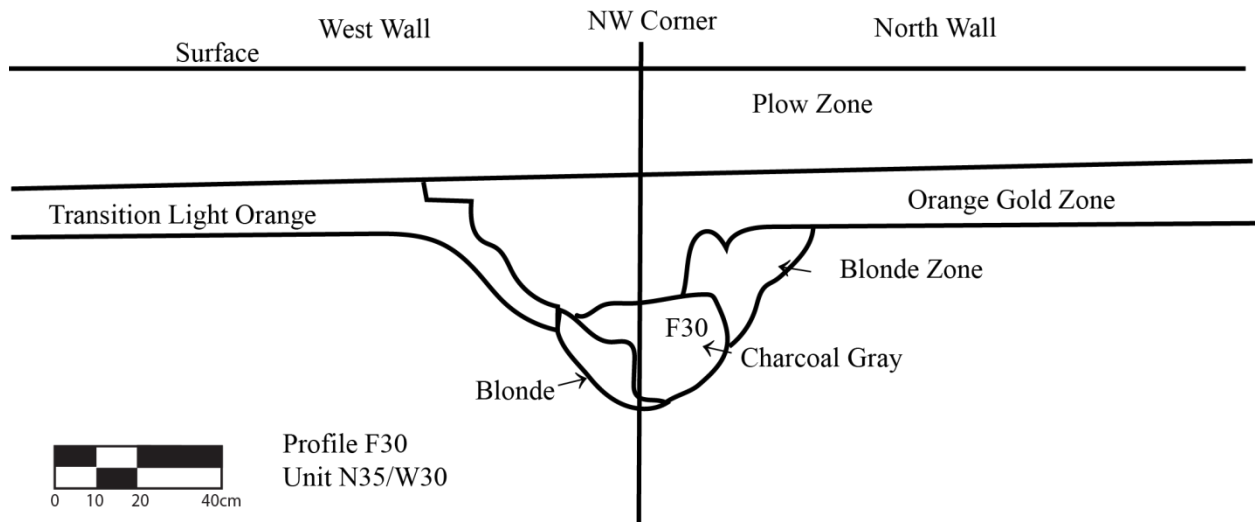 West Wall
NW Corner
North Wall
Surface
Plow Zone
Transition Light Orange
Orange Gold Zone
Blonde Zone
F30
Charcoal Gray
Blonde
Profile F30
Unit N35/W30
0 10 20 40cm